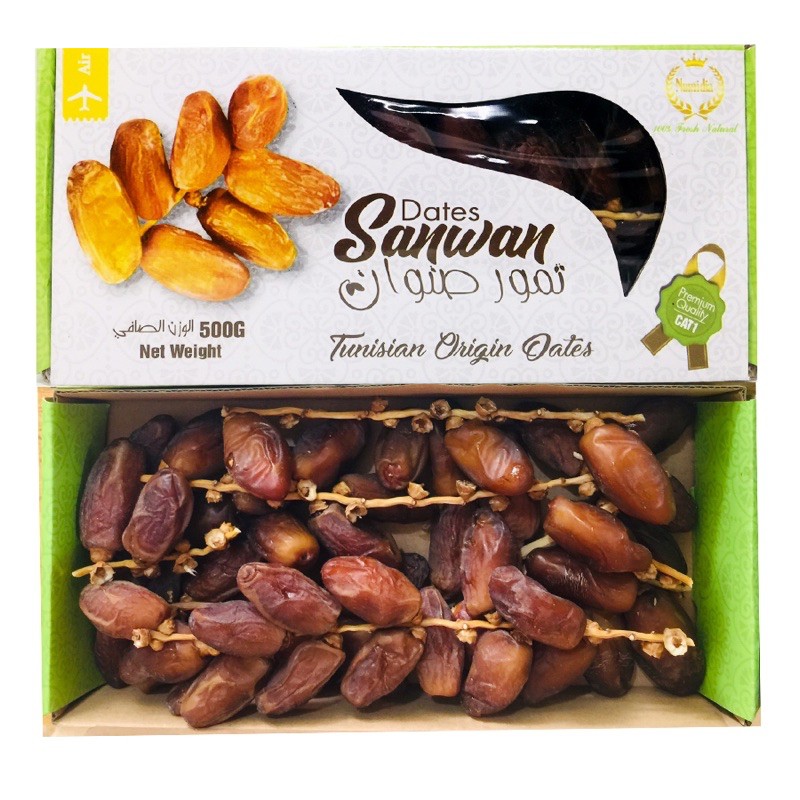 Air
Numidia
100% Fresh Natural
Dates
Sanwan
تمور صنوان
Premium
Quality
CAT1
500G الوزن الصافي
Net Weight
Tunisian Origin Dates